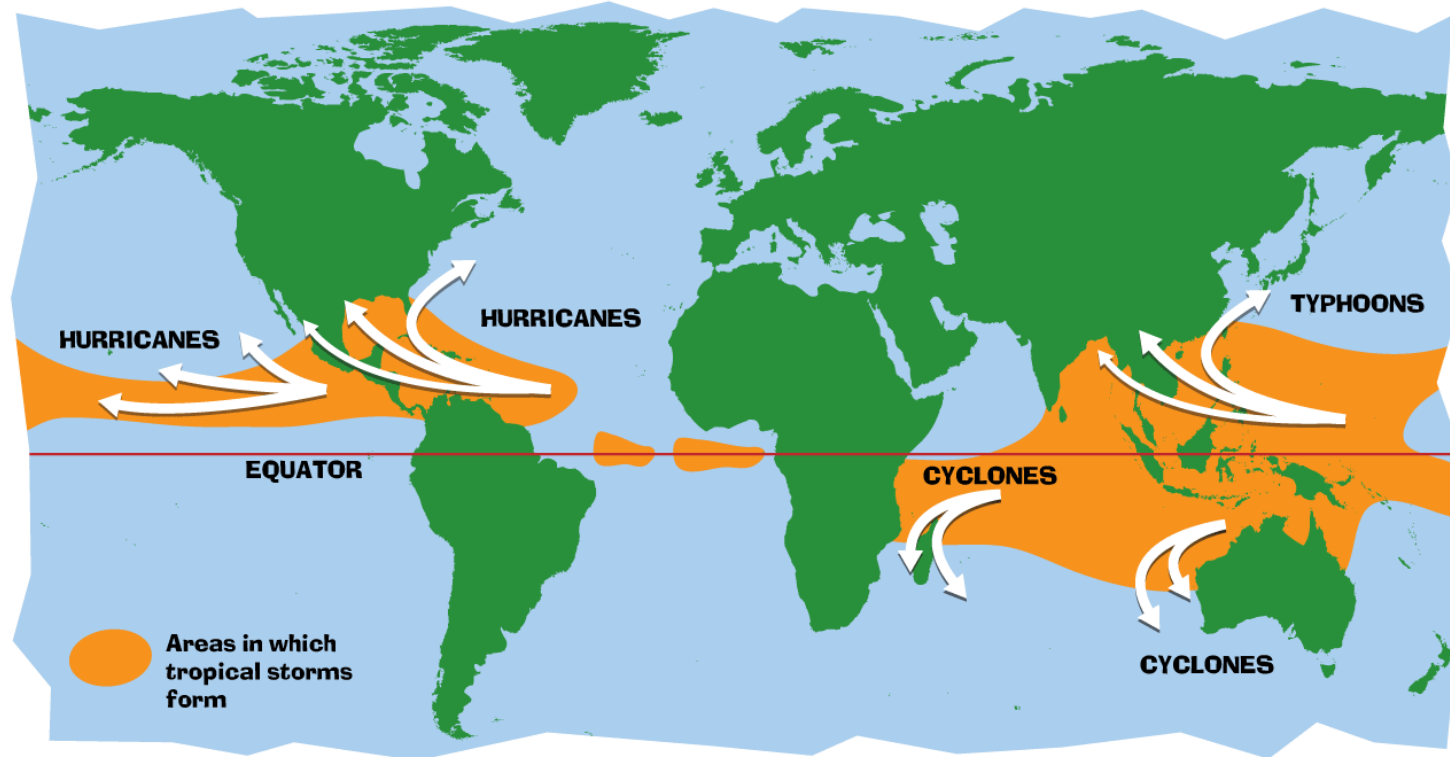 HURRICANES
HURRICANES
TYPHOONS
EQUATOR
CYCLONES
CYCLONES
Areas in which
tropical storms
form